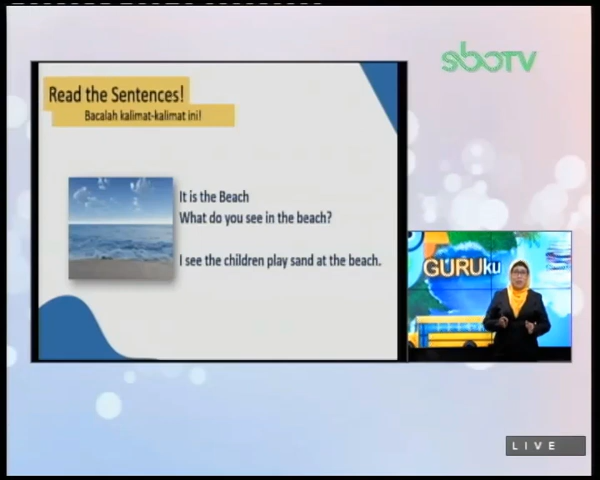 sboTV
Read the Sentences!
Bacalah kalimat-kalimat ini!
It is the Beach
What do you see in the beach?
I see the children play sand at the beach.
GURUku
LIVE